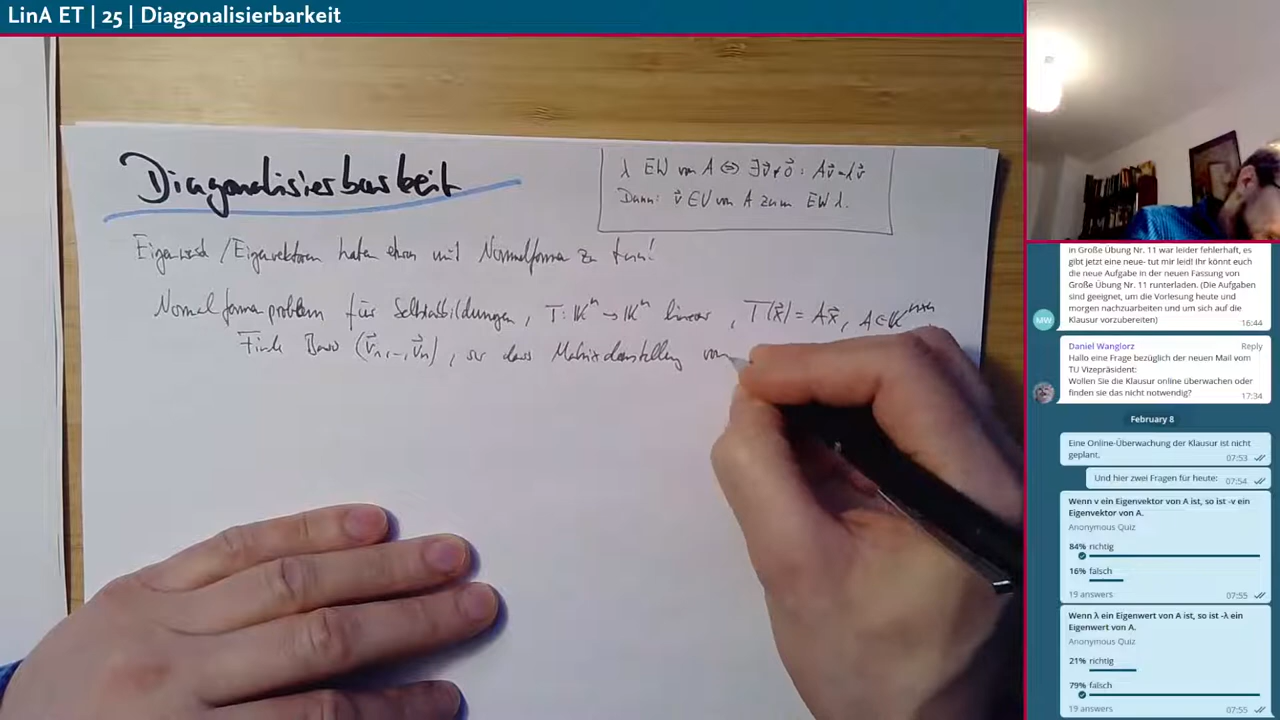 LinA ET | 25 | Diagonalisierbarkeit
Diagonalisierbarkeit
λ EW von A ⇔ ∃v⃗≠0⃗ : Av⃗=λv⃗
Dann: v⃗ EV von A zum EW λ.
Eigenwerte/Eigenvektoren haben etwas mit Normalformen zu tun!
Normalformenproblem für Selbstabbildungen, T: 𝕂ⁿ → 𝕂ⁿ linear, T(x⃗) = Ax⃗, A ∈ 𝕂ⁿˣⁿ
Finde Basis (v⃗₁,...,v⃗ₙ), so dass Matrixdarstellung von
in Große Übung Nr. 11 war leider fehlerhaft, es
gibt jetzt eine neue- tut mir leid! Ihr könnt euch
die neue Aufgabe in der neuen Fassung von
Große Übung Nr. 11 runterladen. (Die Aufgaben
sind geeignet, um die Vorlesung heute und
morgen nachzuarbeiten und um sich auf die
Klausur vorzubereiten)
MW
16:44
Daniel Wanglorz Reply
Hallo eine Frage bezüglich der neuen Mail vom
TU Vizepräsident:
Wollen Sie die Klausur online überwachen oder
finden sie das nicht notwendig?
17:34
February 8
Eine Online-Überwachung der Klausur ist nicht
geplant.
07:53
Und hier zwei Fragen für heute:
07:54
Wenn v ein Eigenvektor von A ist, so ist -v ein
Eigenvektor von A.
Anonymous Quiz
84% richtig
16% falsch
19 answers
07:55
Wenn λ ein Eigenwert von A ist, so ist -λ ein
Eigenwert von A.
Anonymous Quiz
21% richtig
79% falsch
19 answers
07:55